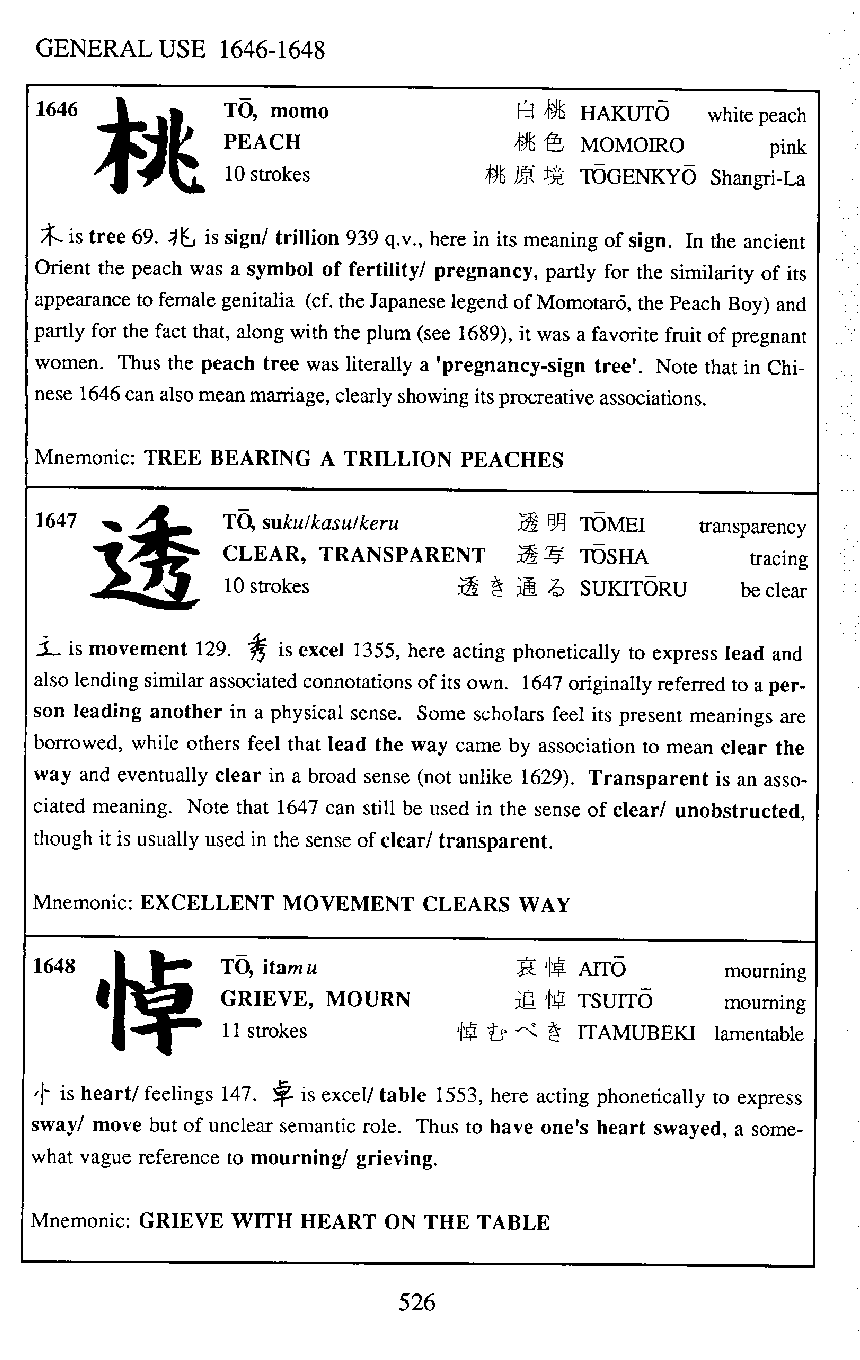 GENERAL USE 1646-1648
1646 桃 TŌ, momo 白桃 HAKUTŌ white peach
PEACH 桃色 MOMOIRO pink
10 strokes 桃原境 TŌGENKYŌ Shangri-La
木 is tree 69. 兆 is sign/ trillion 939 q.v., here in its meaning of sign. In the ancient
Orient the peach was a symbol of fertility/ pregnancy, partly for the similarity of its
appearance to female genitalia (cf. the Japanese legend of Momotarō, the Peach Boy) and
partly for the fact that, along with the plum (see 1689), it was a favorite fruit of pregnant
women. Thus the peach tree was literally a 'pregnancy-sign tree'. Note that in Chi-
nese 1646 can also mean marriage, clearly showing its procreative associations.
Mnemonic: TREE BEARING A TRILLION PEACHES
1647 透 TŌ, suku/kasu/keru 透明 TŌMEI transparency
CLEAR, TRANSPARENT 透写 TŌSHA tracing
10 strokes 透き通る SUKITŌRU be clear
⻌ is movement 129. 秀 is excel 1355, here acting phonetically to express lead and
also lending similar associated connotations of its own. 1647 originally referred to a per-
son leading another in a physical sense. Some scholars feel its present meanings are
borrowed, while others feel that lead the way came by association to mean clear the
way and eventually clear in a broad sense (not unlike 1629). Transparent is an asso-
ciated meaning. Note that 1647 can still be used in the sense of clear/ unobstructed,
though it is usually used in the sense of clear/ transparent.
Mnemonic: EXCELLENT MOVEMENT CLEARS WAY
1648 悼 TŌ, itamu 哀悼 AITŌ mourning
GRIEVE, MOURN 追悼 TSUITŌ mourning
11 strokes 悼むべき ITAMUBEKI lamentable
忄 is heart/ feelings 147. 卓 is excel/ table 1553, here acting phonetically to express
sway/ move but of unclear semantic role. Thus to have one's heart swayed, a some-
what vague reference to mourning/ grieving.
Mnemonic: GRIEVE WITH HEART ON THE TABLE
526